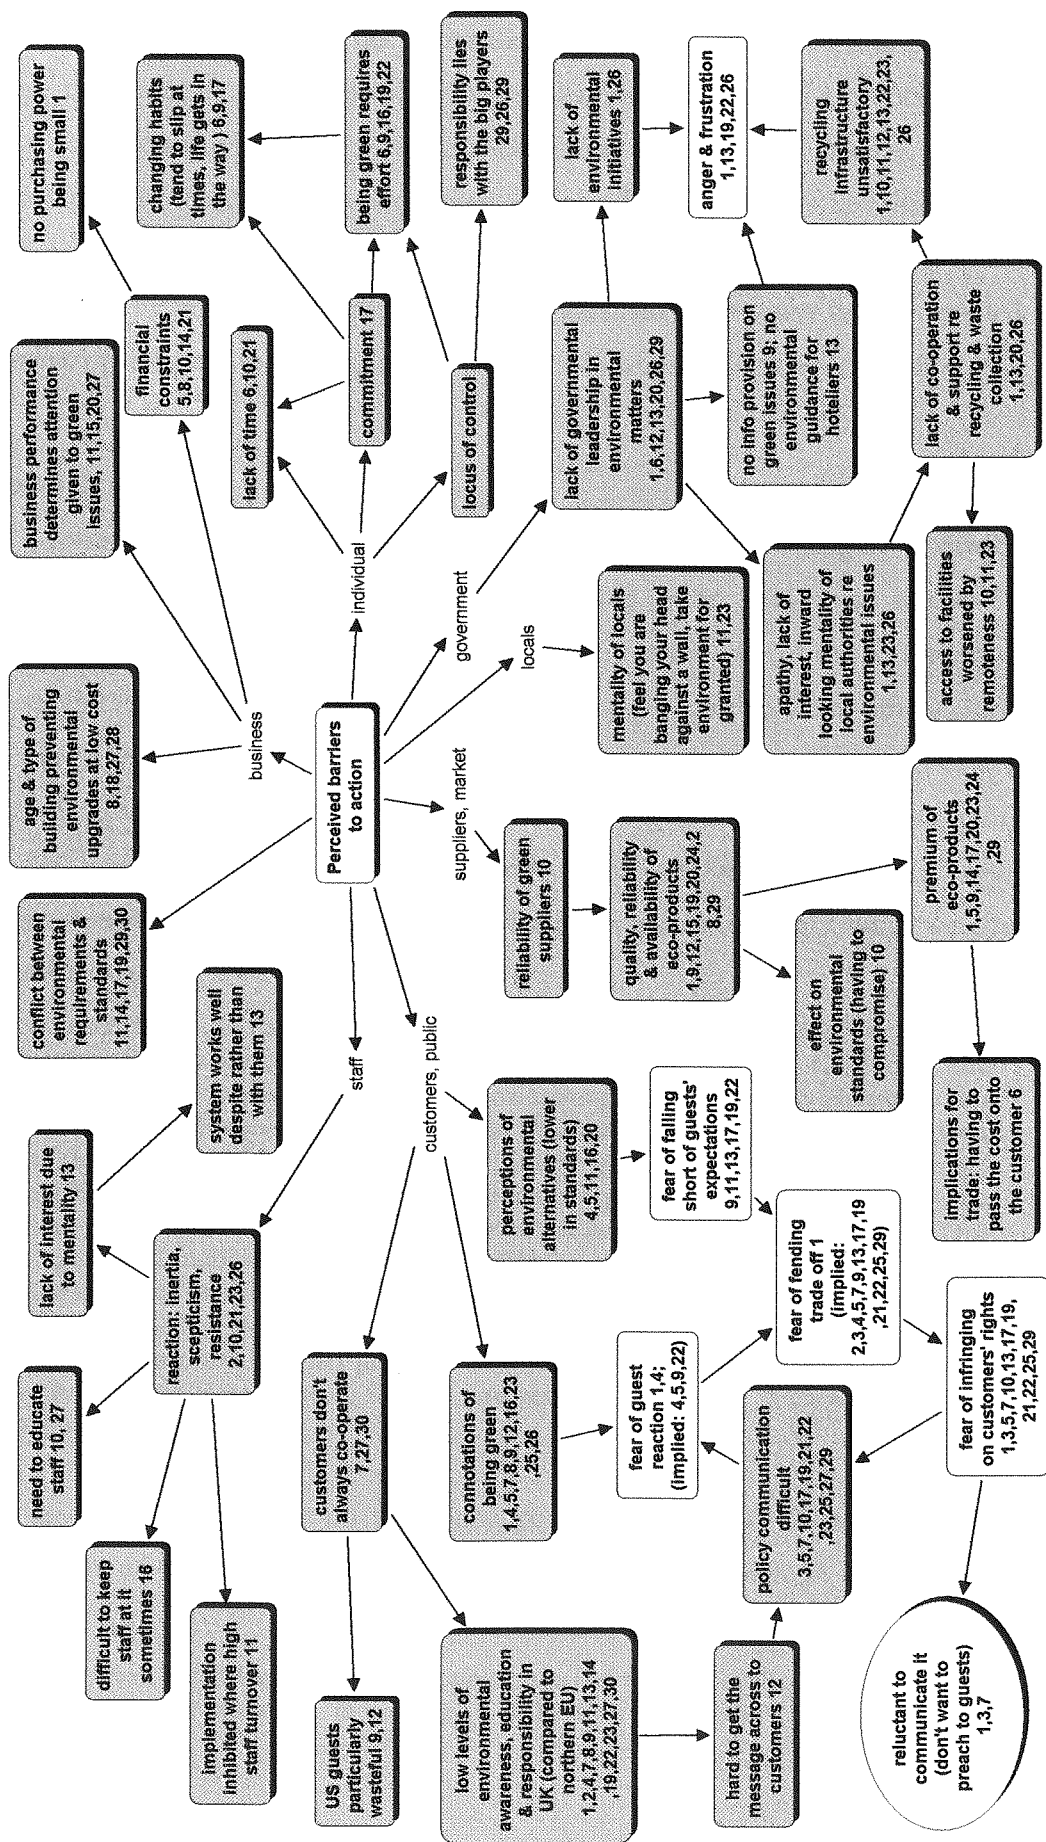 no purchasing power
being small 1
changing habits
(tend to slip at
times, life gets in
the way ) 6,9,17
being green requires
effort 6,9,16,19,22
responsibility lies
with the big players
29,26,29
lack of
environmental
initiatives 1,26
anger & frustration
1,13,19,22,26
recycling
infrastructure
unsatisfactory
1,10,11,12,13,22,23,
26
business performance
determines attention
given to green
issues, 11,15,20,27
financial
constraints
5,8,10,14,21
lack of time 6,10,21
commitment 17
locus of control
lack of governmental
leadership in
environmental
matters
1,6,12,13,20,26,29
no info provision on
green issues 9; no
environmental
guidance for
hoteliers 13
lack of co-operation
& support re
recycling & waste
collection
1,13,20,26
age & type of
building preventing
environmental
upgrades at low cost
8,18,27,28
business
individual
government
locals
mentality of locals
(feel you are
banging your head
against a wall, take
environment for
granted) 11,23
apathy, lack of
interest, inward
looking mentality of
local authorities re
environmental issues
1,13,23,26
access to facilities
worsened by
remoteness 10,11,23
conflict between
environmental
requirements &
standards
11,14,17,19,29,30
Perceived barriers
to action
suppliers, market
reliability of green
suppliers 10
quality, reliability
& availability of
eco-products
1,9,12,15,19,20,24,2
8,29
premium of
eco-products
1,5,9,14,17,20,23,24
,29
effect on
environmental
standards (having to
compromise) 10
implications for
trade: having to
pass the cost onto
the customer 6
lack of interest due
to mentality 13
system works well
despite rather than
with them 13
staff
customers, public
need to educate
staff 10, 27
reaction: inertia,
scepticism,
resistance
2,10,21,23,26
difficult to keep
staff at it
sometimes 16
implementation
inhibited where high
staff turnover 11
perceptions of
environmental
alternatives (lower
in standards)
4,5,11,16,20
fear of falling
short of guests'
expectations
9,11,13,17,19,22
customers don't
always co-operate
7,27,30
connotations of
being green
1,4,5,7,8,9,12,16,23
,25,26
fear of guest
reaction 1,4;
(implied: 4,5,9,22)
fear of fending
trade off 1
(implied:
2,3,4,5,7,9,13,17,19
,21,22,25,29)
fear of infringing
on customers' rights
1,3,5,7,10,13,17,19,
21,22,25,29
US guests
particularly
wasteful 9,12
low levels of
environmental
awareness, education
& responsibility in
UK (compared to
northern EU)
1,2,4,7,8,9,11,13,14
,19,22,23,27,30
hard to get the
message across to
customers 12
policy communication
difficult
3,5,7,10,17,19,21,22
,23,25,27,29
reluctant to
communicate it
(don't want to
preach to guests)
1,3,7